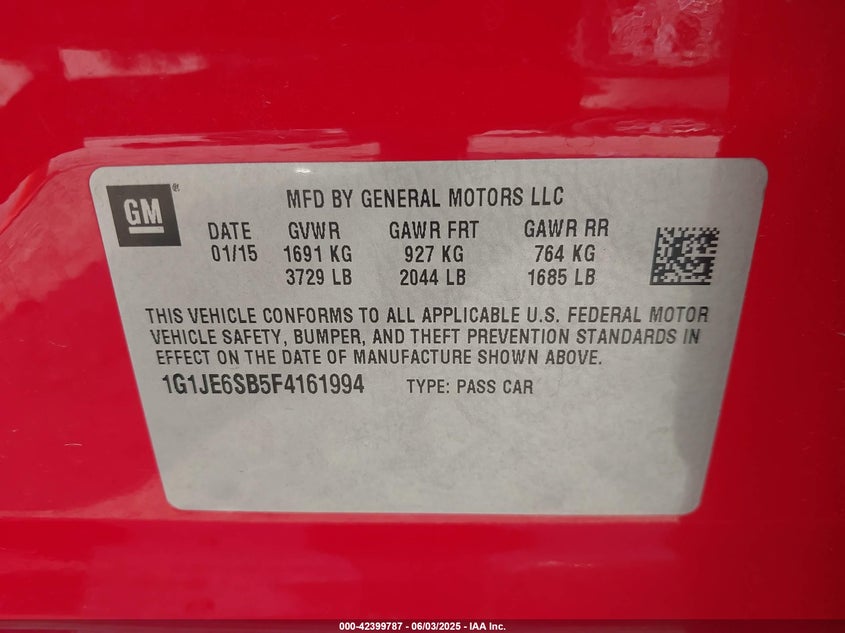 GM®
MFD BY GENERAL MOTORS LLC
DATE GVWR GAWR FRT GAWR RR
01/15 1691 KG 927 KG 764 KG
3729 LB 2044 LB 1685 LB
THIS VEHICLE CONFORMS TO ALL APPLICABLE U.S. FEDERAL MOTOR
VEHICLE SAFETY, BUMPER, AND THEFT PREVENTION STANDARDS IN
EFFECT ON THE DATE OF MANUFACTURE SHOWN ABOVE.
1G1JE6SB5F4161994 TYPE: PASS CAR
000-42399787 - 06/03/2025 - IAA Inc.